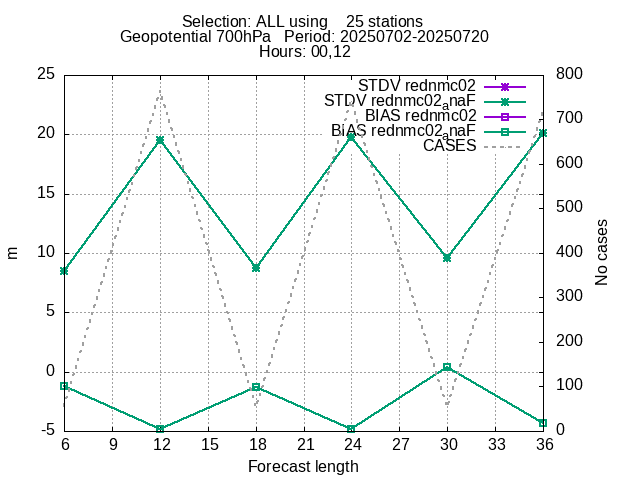 Selection: ALL using    25 stations
Geopotential 700hPa   Period: 20250702-20250720
Hours: 00,12
STDV rednmc02
STDV rednmc02anaF
BIAS rednmc02
BIAS rednmc02anaF
CASES
25
20
15
10
5
0
-5
m
800
700
600
500
400
300
200
100
0
No cases
6 9 12 15 18 21 24 27 30 33 36
Forecast length